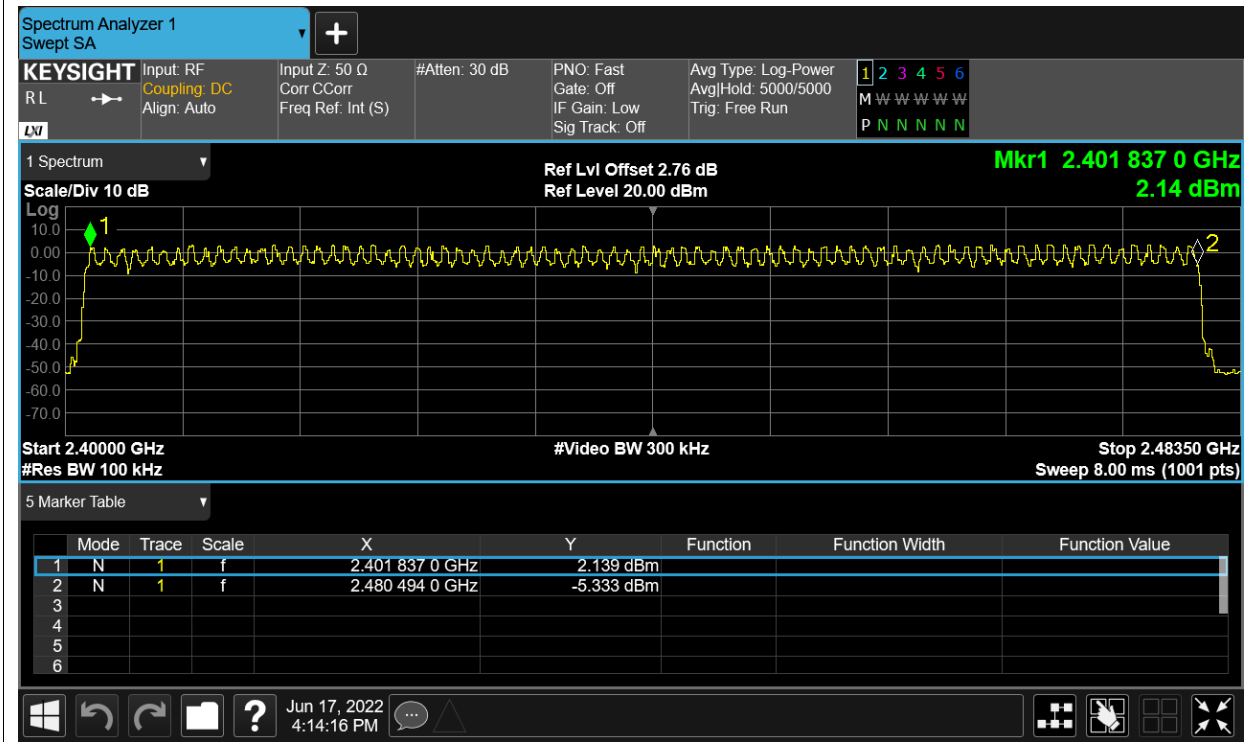 Spectrum Analyzer 1
Swept SA
KEYSIGHT Input: RF Input Z: 50 Ω #Atten: 30 dB PNO: Fast Avg Type: Log-Power 1 2 3 4 5 6
R L Coupling: DC Corr CCorr Gate: Off Avg|Hold: 5000/5000 M W W W W W
Align: Auto Freq Ref: Int (S) IF Gain: Low Trig: Free Run
LXI Sig Track: Off P N N N N N
1 Spectrum Ref Lvl Offset 2.76 dB Mkr1 2.401 837 0 GHz
Scale/Div 10 dB Ref Level 20.00 dBm 2.14 dBm
Log
1
10.0
2
0.00
-10.0
-20.0
-30.0
-40.0
-50.0
-60.0
-70.0
Start 2.40000 GHz #Video BW 300 kHz Stop 2.48350 GHz
#Res BW 100 kHz Sweep 8.00 ms (1001 pts)
5 Marker Table
Mode Trace Scale X Y Function Function Width Function Value
1 N 1 f 2.401 837 0 GHz 2.139 dBm
2 N 1 f 2.480 494 0 GHz -5.333 dBm
3
4
5
6
? Jun 17, 2022
4:14:16 PM